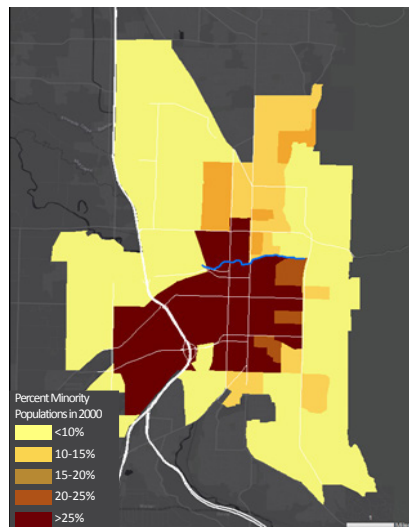 Percent Minority
Populations in 2000
<10%
10-15%
15-20%
20-25%
>25%